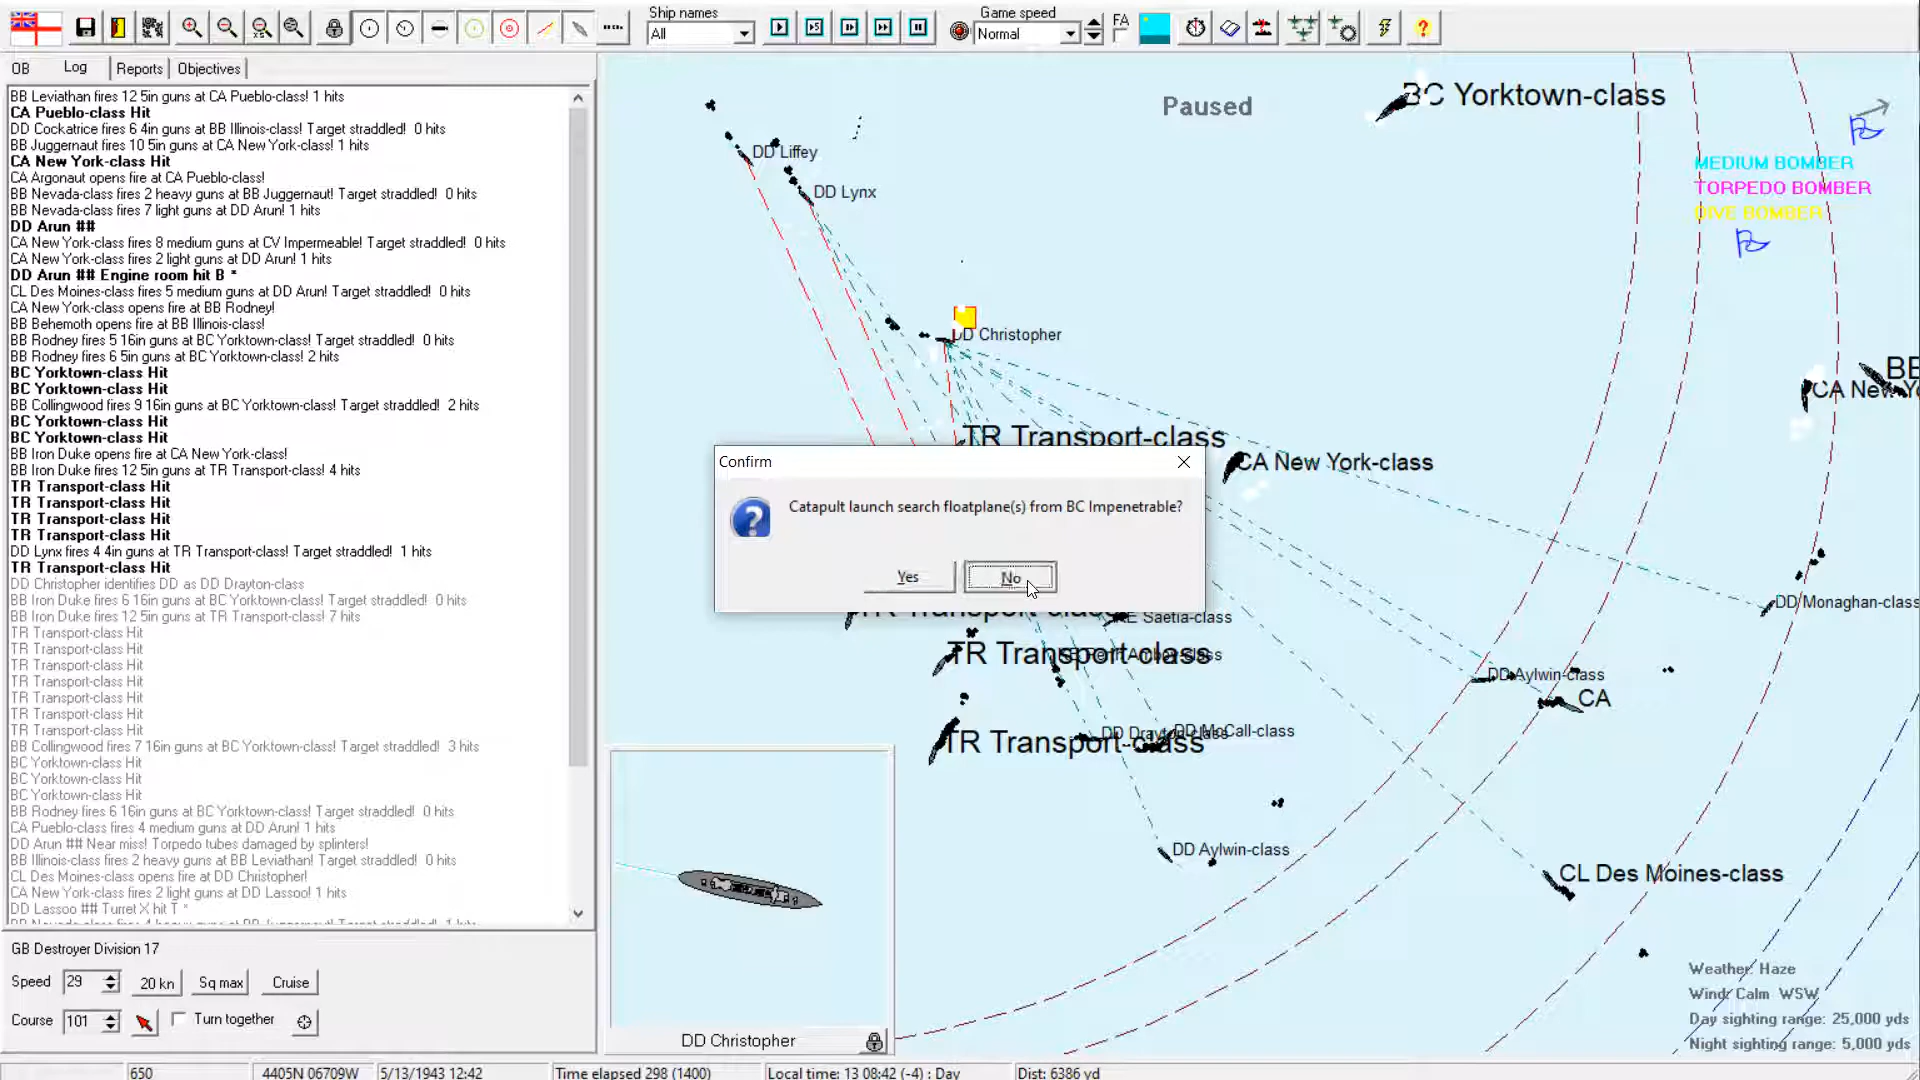 Ship names
All
Game speed
Normal
FA
OB
Log
Reports
Objectives
BB Leviathan fires 12 5in guns at CA Pueblo-class! 1 hits
CA Pueblo-class Hit
DD Cockatrice fires 6 4in guns at BB Illinois-class! Target straddled!  0 hits
BB Juggernaut fires 10 5in guns at CA New York-class! 1 hits
CA New York-class Hit
CA Argonaut opens fire at CA Pueblo-class!
BB Nevada-class fires 2 heavy guns at BB Juggernaut! Target straddled!  0 hits
BB Nevada-class fires 7 light guns at DD Arun! 1 hits
DD Arun ##
CA New York-class fires 8 medium guns at CV Impermeable! Target straddled!  0 hits
CA New York-class fires 2 light guns at DD Arun! 1 hits
DD Arun ## Engine room hit B *
CL Des Moines-class fires 5 medium guns at DD Arun! Target straddled!  0 hits
CA New York-class opens fire at BB Rodney!
BB Behemoth opens fire at BB Illinois-class!
BB Rodney fires 5 16in guns at BC Yorktown-class! Target straddled!  0 hits
BB Rodney fires 6 5in guns at BC Yorktown-class! 2 hits
BC Yorktown-class Hit
BC Yorktown-class Hit
BB Collingwood fires 9 16in guns at BC Yorktown-class! Target straddled!  2 hits
BC Yorktown-class Hit
BC Yorktown-class Hit
BB Iron Duke opens fire at CA New York-class!
BB Iron Duke fires 12 5in guns at TR Transport-class! 4 hits
TR Transport-class Hit
TR Transport-class Hit
TR Transport-class Hit
TR Transport-class Hit
DD Lynx fires 4 4in guns at TR Transport-class! Target straddled!  1 hits
TR Transport-class Hit
DD Christopher identifies DD as DD Drayton-class
BB Iron Duke fires 6 16in guns at BC Yorktown-class! Target straddled!  0 hits
BB Iron Duke fires 12 5in guns at TR Transport-class! 7 hits
TR Transport-class Hit
TR Transport-class Hit
TR Transport-class Hit
TR Transport-class Hit
TR Transport-class Hit
TR Transport-class Hit
TR Transport-class Hit
BB Collingwood fires 7 16in guns at BC Yorktown-class! Target straddled!  3 hits
BC Yorktown-class Hit
BC Yorktown-class Hit
BC Yorktown-class Hit
BB Rodney fires 6 16in guns at BC Yorktown-class! Target straddled!  0 hits
CA Pueblo-class fires 4 medium guns at DD Arun! 1 hits
DD Arun ## Near miss! Torpedo tubes damaged by splinters!
BB Illinois-class fires 2 heavy guns at BB Leviathan! Target straddled!  0 hits
CL Des Moines-class opens fire at DD Christopher!
CA New York-class fires 2 light guns at DD Lassoo! 1 hits
DD Lassoo ## Turret X hit T *
GB Destroyer Division 17
Speed
29
20 kn
Sq max
Cruise
Course
101
Turn together
Paused
BC Yorktown-class
MEDIUM BOMBER
TORPEDO BOMBER
DIVE BOMBER
DD Liffey
DD Lynx
DD Christopher
TR Transport-class
CA New York-class
BB
CA New Yo
Confirm
Catapult launch search floatplane(s) from BC Impenetrable?
Yes
No
DD Monaghan-class
TR Transport-class
KE Saetia-class
TR Transport-class
DD Aylwin-class
CA
DD Drayton-class
DD McCall-class
TR Transport-class
DD Aylwin-class
CL Des Moines-class
DD Christopher
Weather: Haze
Wind: Calm  WSW
Day sighting range: 25,000 yds
Night sighting range: 5,000 yds
650
4405N 06709W
5/13/1943 12:42
Time elapsed 298 (1400)
Local time: 13 08:42 (-4) : Day
Dist: 6386 yd